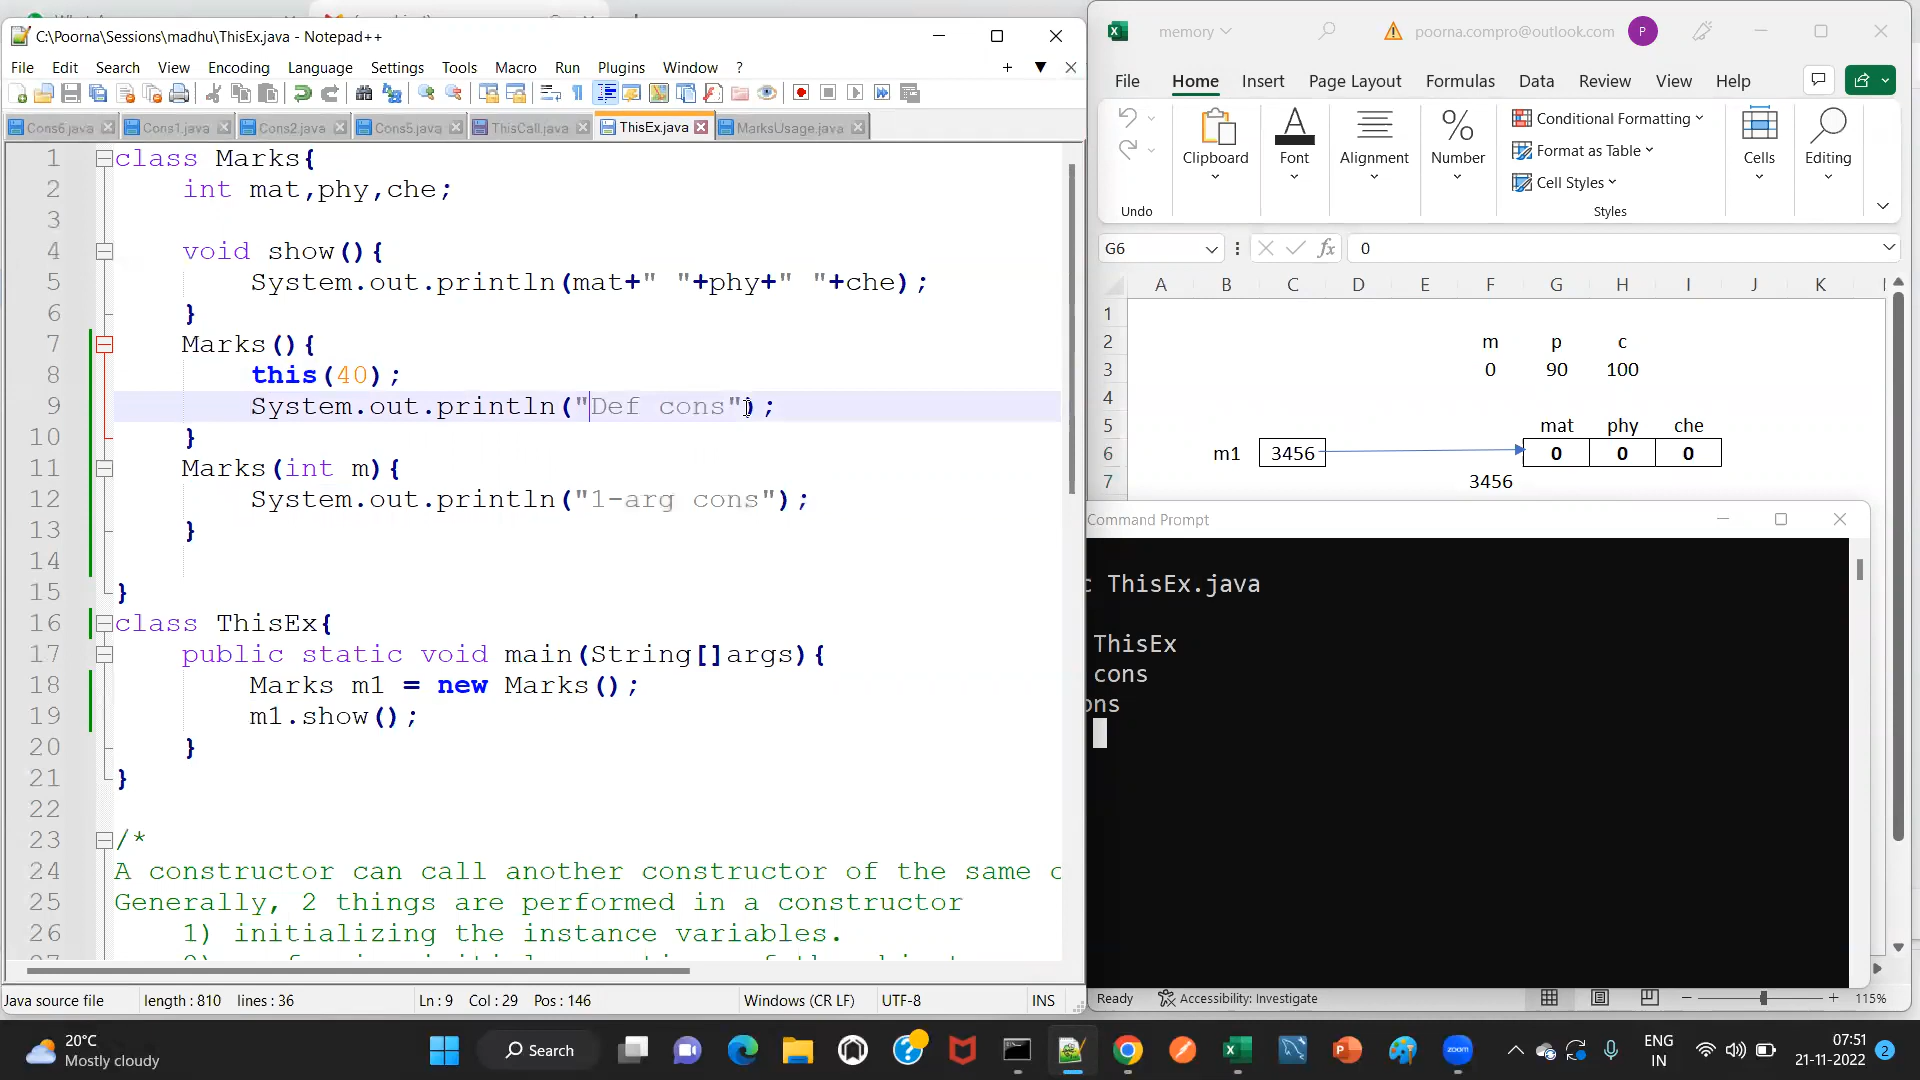 C:\Poorna\Sessions\madhu\ThisEx.java - Notepad++
File Edit Search View Encoding Language Settings Tools Macro Run Plugins Window ?
Cons6.java Cons1.java Cons2.java Cons5.java ThisCall.java ThisEx.java MarksUsage.java
1 class Marks{
2 int mat,phy,che;
3
4 void show(){
5 System.out.println(mat+" "+phy+" "+che);
6 }
7 Marks(){
8 this(40);
9 System.out.println("Def cons");
10 }
11 Marks(int m){
12 System.out.println("1-arg cons");
13 }
14
15 }
16 class ThisEx{
17 public static void main(String[]args){
18 Marks m1 = new Marks();
19 m1.show();
20 }
21 }
22
23 /*
24 A constructor can call another constructor of the same
25 Generally, 2 things are performed in a constructor
26 1) initializing the instance variables.
Java source file length : 810 lines : 36 Ln : 9 Col : 29 Pos : 146 Windows (CR LF) UTF-8 INS
memory poorna.compro@outlook.com P
File Home Insert Page Layout Formulas Data Review View Help
Clipboard Font Alignment Number Conditional Formatting Format as Table Cell Styles Cells Editing
Undo Styles
G6 fx 0
A B C D E F G H I J K
1
2 m p c
3 0 90 100
5 mat phy che
6 m1 3456 0 0 0
7 3456
Command Prompt
ThisEx.java
ThisEx
cons
Ready Accessibility: Investigate 115%
20°C
Mostly cloudy
Search
zoom
ENG
IN
07:51
21-11-2022
2